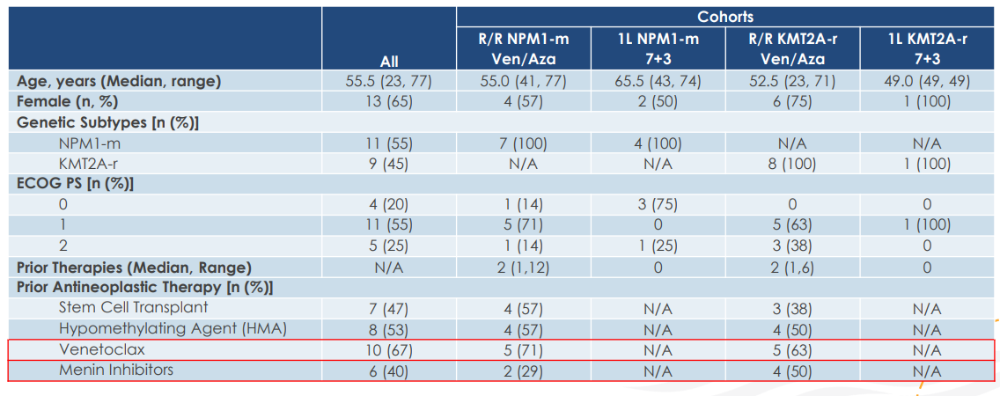 Cohorts
All R/R NPM1-m Ven/Aza 1L NPM1-m 7+3 R/R KMT2A-r Ven/Aza 1L KMT2A-r 7+3
Age, years (Median, range) 55.5 (23, 77) 55.0 (41, 77) 65.5 (43, 74) 52.5 (23, 71) 49.0 (49, 49)
Female (n, %) 13 (65) 4 (57) 2 (50) 6 (75) 1 (100)
Genetic Subtypes [n (%)]
NPM1-m 11 (55) 7 (100) 4 (100) N/A N/A
KMT2A-r 9 (45) N/A N/A 8 (100) 1 (100)
ECOG PS [n (%)]
0 4 (20) 1 (14) 3 (75) 0 0
1 11 (55) 5 (71) 0 5 (63) 1 (100)
2 5 (25) 1 (14) 1 (25) 3 (38) 0
Prior Therapies (Median, Range) N/A 2 (1,12) 0 2 (1,6) 0
Prior Antineoplastic Therapy [n (%)]
Stem Cell Transplant 7 (47) 4 (57) N/A 3 (38) N/A
Hypomethylating Agent (HMA) 8 (53) 4 (57) N/A 4 (50) N/A
Venetoclax 10 (67) 5 (71) N/A 5 (63) N/A
Menin Inhibitors 6 (40) 2 (29) N/A 4 (50) N/A